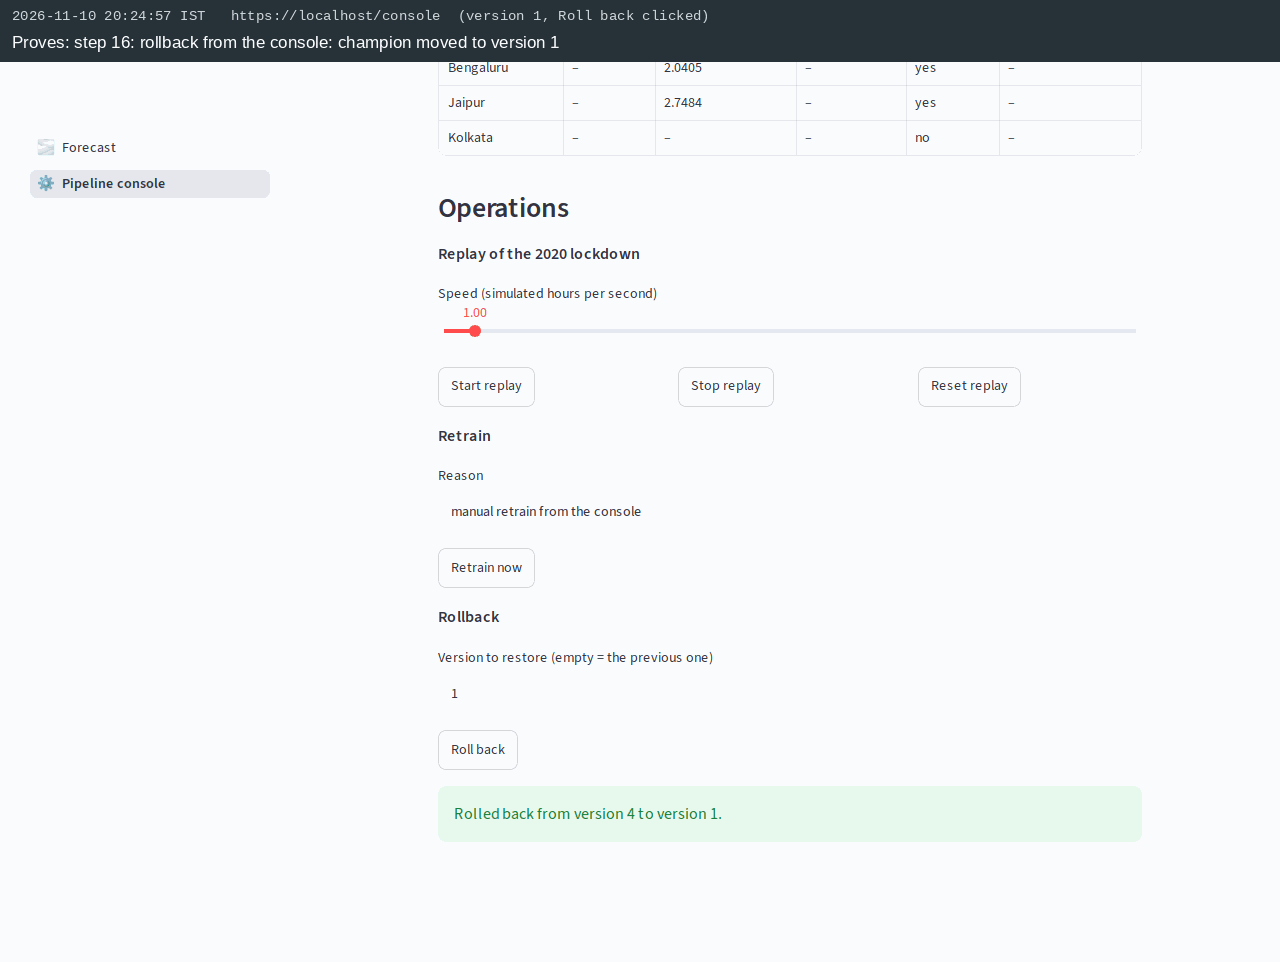 2026-11-10 20:24:57 IST https://localhost/console (version 1, Roll back clicked)
Proves: step 16: rollback from the console: champion moved to version 1
Bengaluru – 2.0405 – yes –
Jaipur – 2.7484 – yes –
Kolkata – – – no –
Forecast
Pipeline console
Operations
Replay of the 2020 lockdown
Speed (simulated hours per second)
1.00
Start replay Stop replay Reset replay
Retrain
Reason
manual retrain from the console
Retrain now
Rollback
Version to restore (empty = the previous one)
1
Roll back
Rolled back from version 4 to version 1.